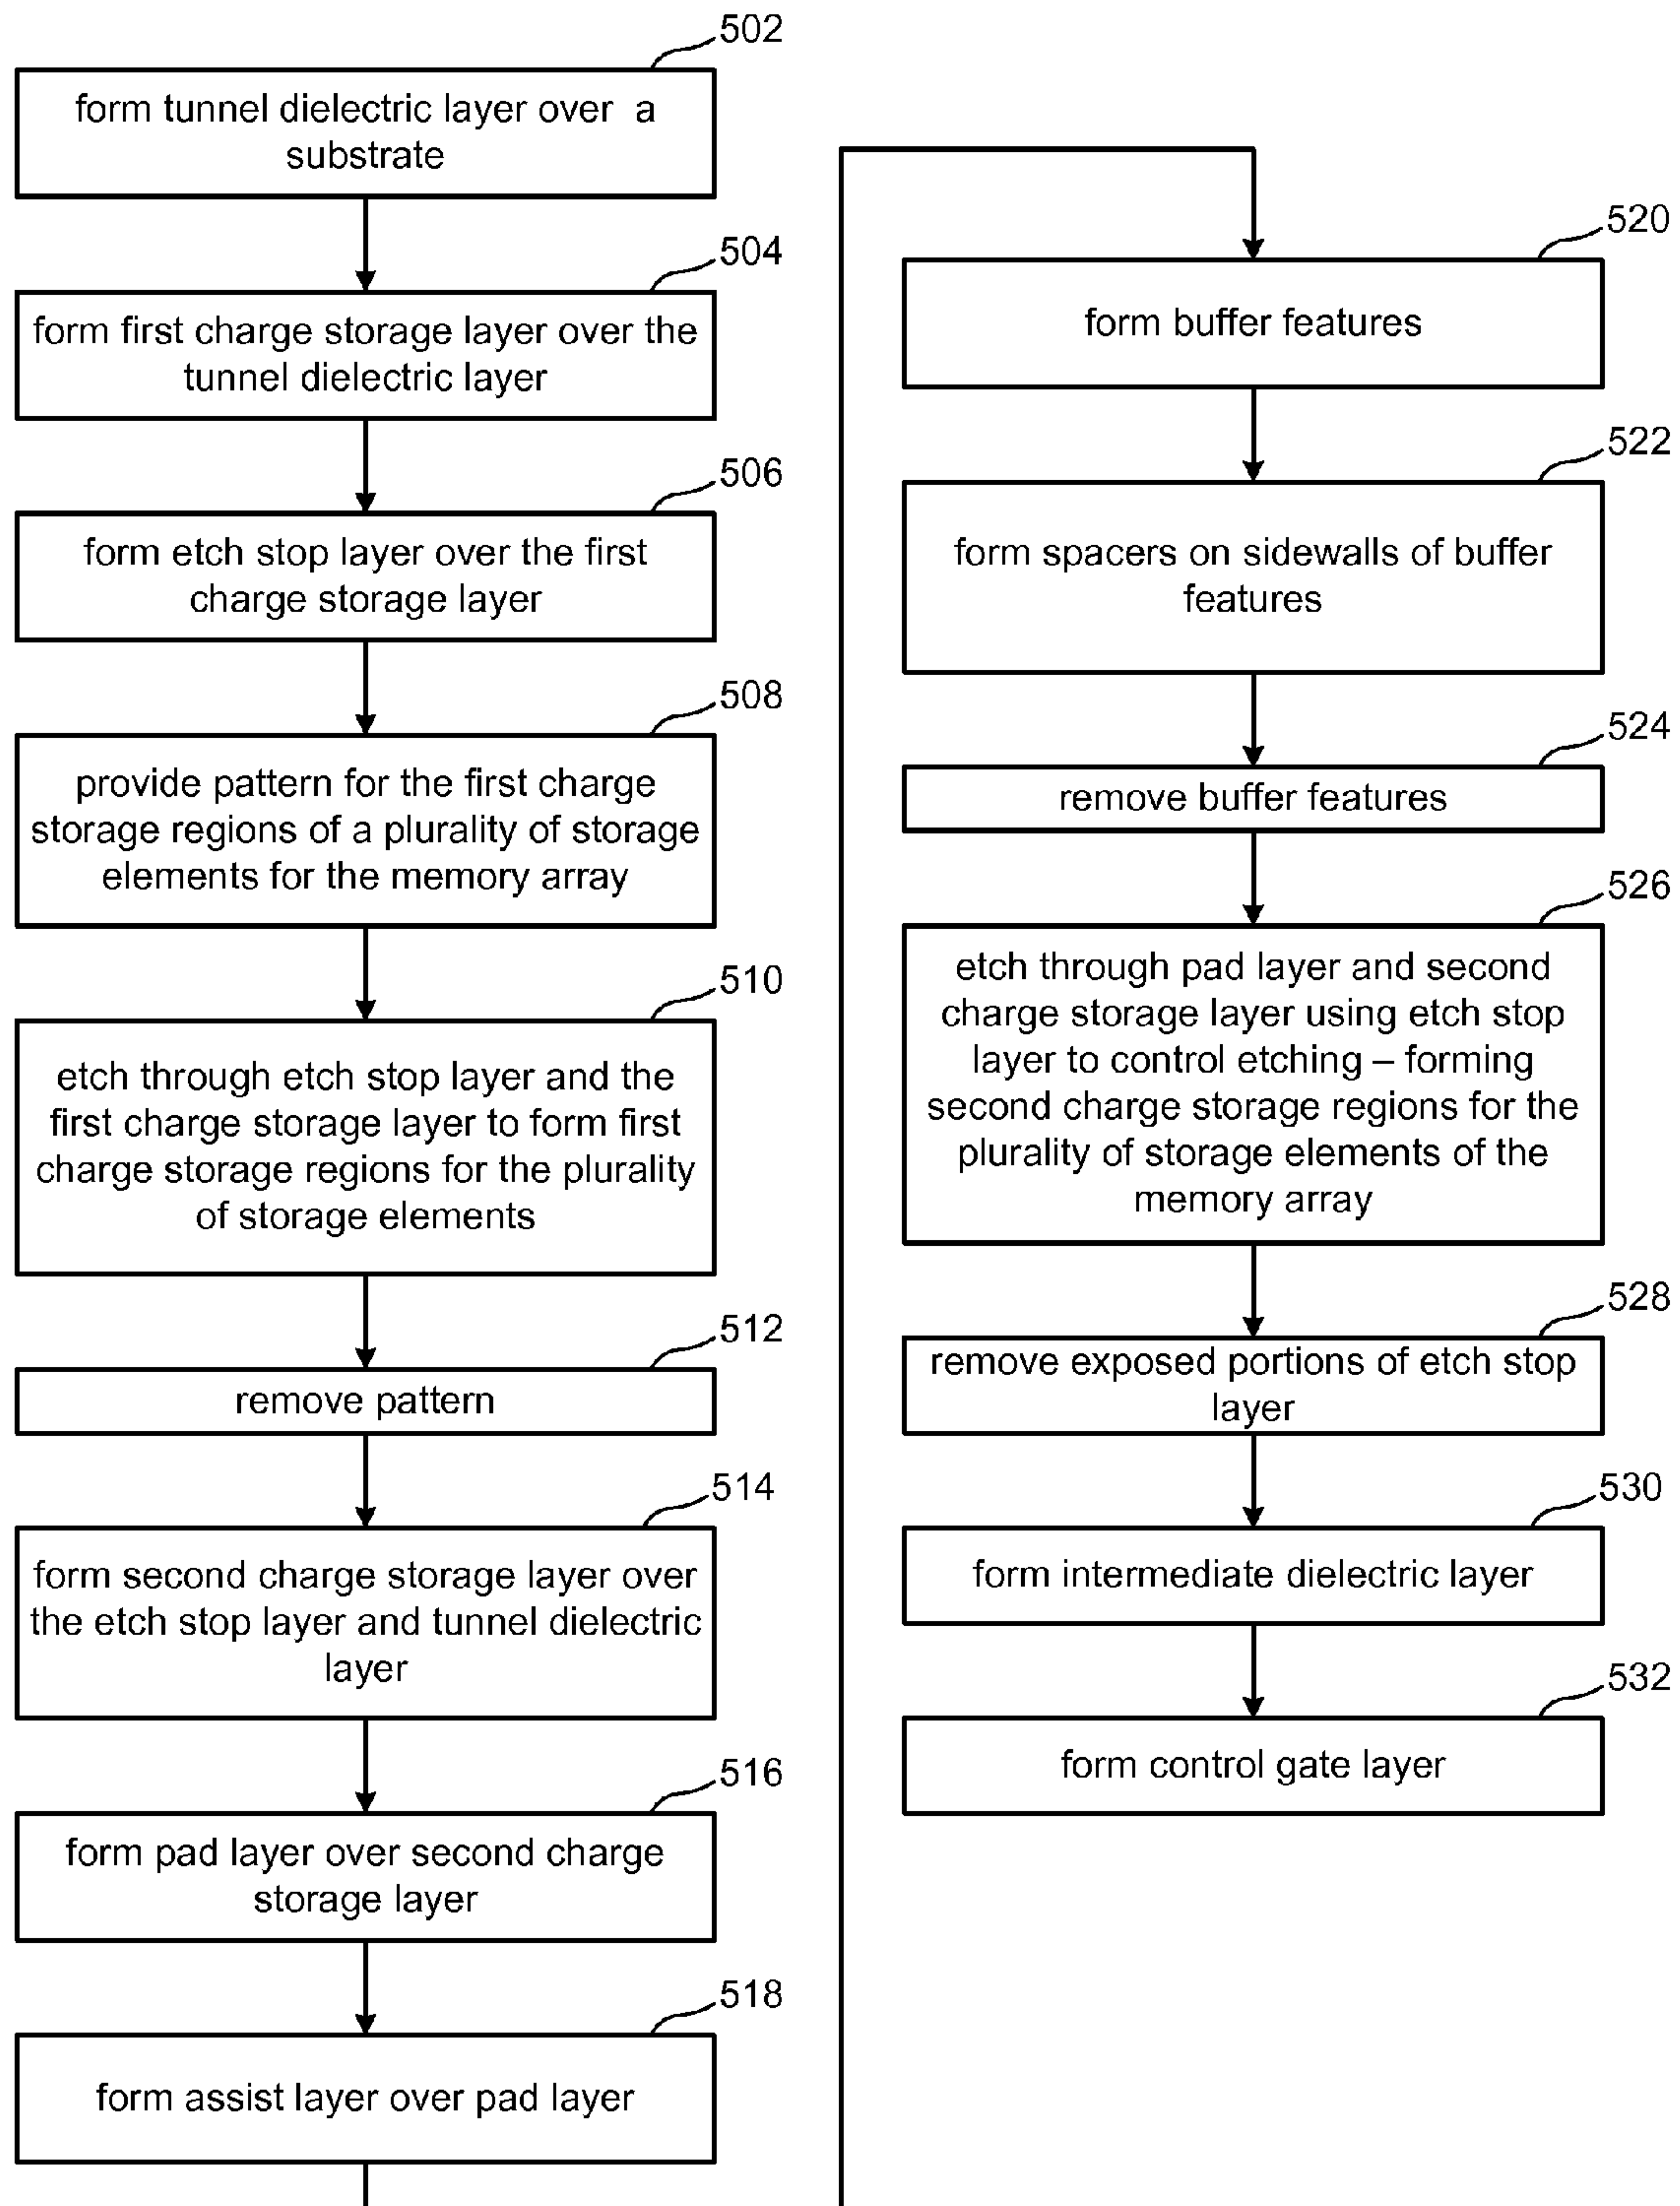 502
form tunnel dielectric layer over a
substrate
504
form first charge storage layer over the
tunnel dielectric layer
506
form etch stop layer over the first
charge storage layer
508
provide pattern for the first charge
storage regions of a plurality of storage
elements for the memory array
510
etch through etch stop layer and the
first charge storage layer to form first
charge storage regions for the plurality
of storage elements
512
remove pattern
514
form second charge storage layer over
the etch stop layer and tunnel dielectric
layer
516
form pad layer over second charge
storage layer
518
form assist layer over pad layer
520
form buffer features
522
form spacers on sidewalls of buffer
features
524
remove buffer features
526
etch through pad layer and second
charge storage layer using etch stop
layer to control etching – forming
second charge storage regions for the
plurality of storage elements of the
memory array
528
remove exposed portions of etch stop
layer
530
form intermediate dielectric layer
532
form control gate layer